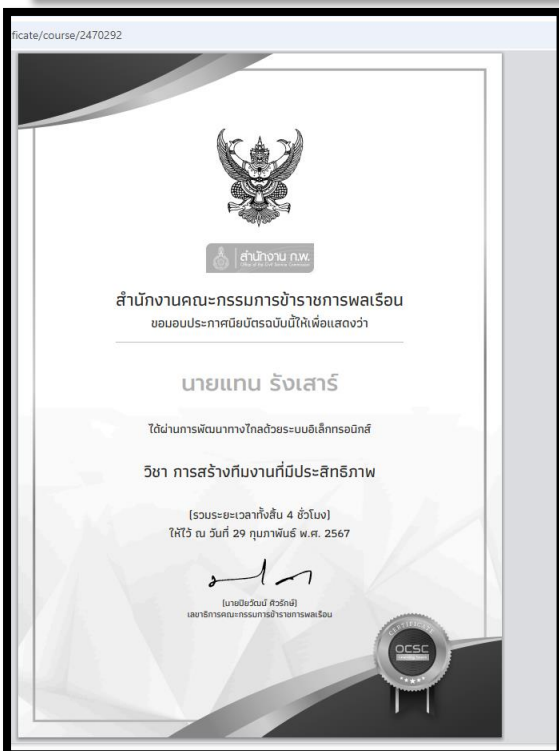 ficate/course/2470292
สำนักงาน ก.พ.
Office of the Civil Service Commission
สำนักงานคณะกรรมการข้าราชการพลเรือน
ขอมอบประกาศนียบัตรฉบับนี้ให้เพื่อแสดงว่า
นายแทน รังเสาร์
ได้ผ่านการพัฒนาทางไกลด้วยระบบอิเล็กทรอนิกส์
วิชา การสร้างทีมงานที่มีประสิทธิภาพ
(รวมระยะเวลาทั้งสิ้น 4 ชั่วโมง)
ให้ไว้ ณ วันที่ 29 กุมภาพันธ์ พ.ศ. 2567
(นายปิยวัฒน์ ศิวรักษ์)
เลขาธิการคณะกรรมการข้าราชการพลเรือน
CERTIFICATE
OCSC